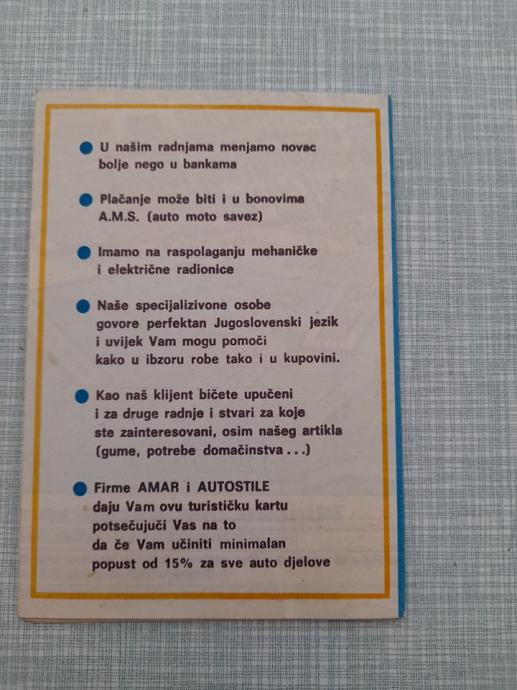 U našim radnjama menjamo novac
bolje nego u bankama
Plačanje može biti i u bonovima
A.M.S. (auto moto savez)
Imamo na raspolaganju mehaničke
i električne radionice
Naše specijalizivone osobe
govore perfektan Jugoslovenski jezik
i uvijek Vam mogu pomoči
kako u ibzoru robe tako i u kupovini.
Kao naš klijent bičete upučeni
i za druge radnje i stvari za koje
ste zainteresovani, osim našeg artikla
(gume, potrebe domačinstva . . .)
Firme AMAR i AUTOSTILE
daju Vam ovu turističku kartu
potsečujuči Vas na to
da če Vam učiniti minimalan
popust od 15% za sve auto djelove